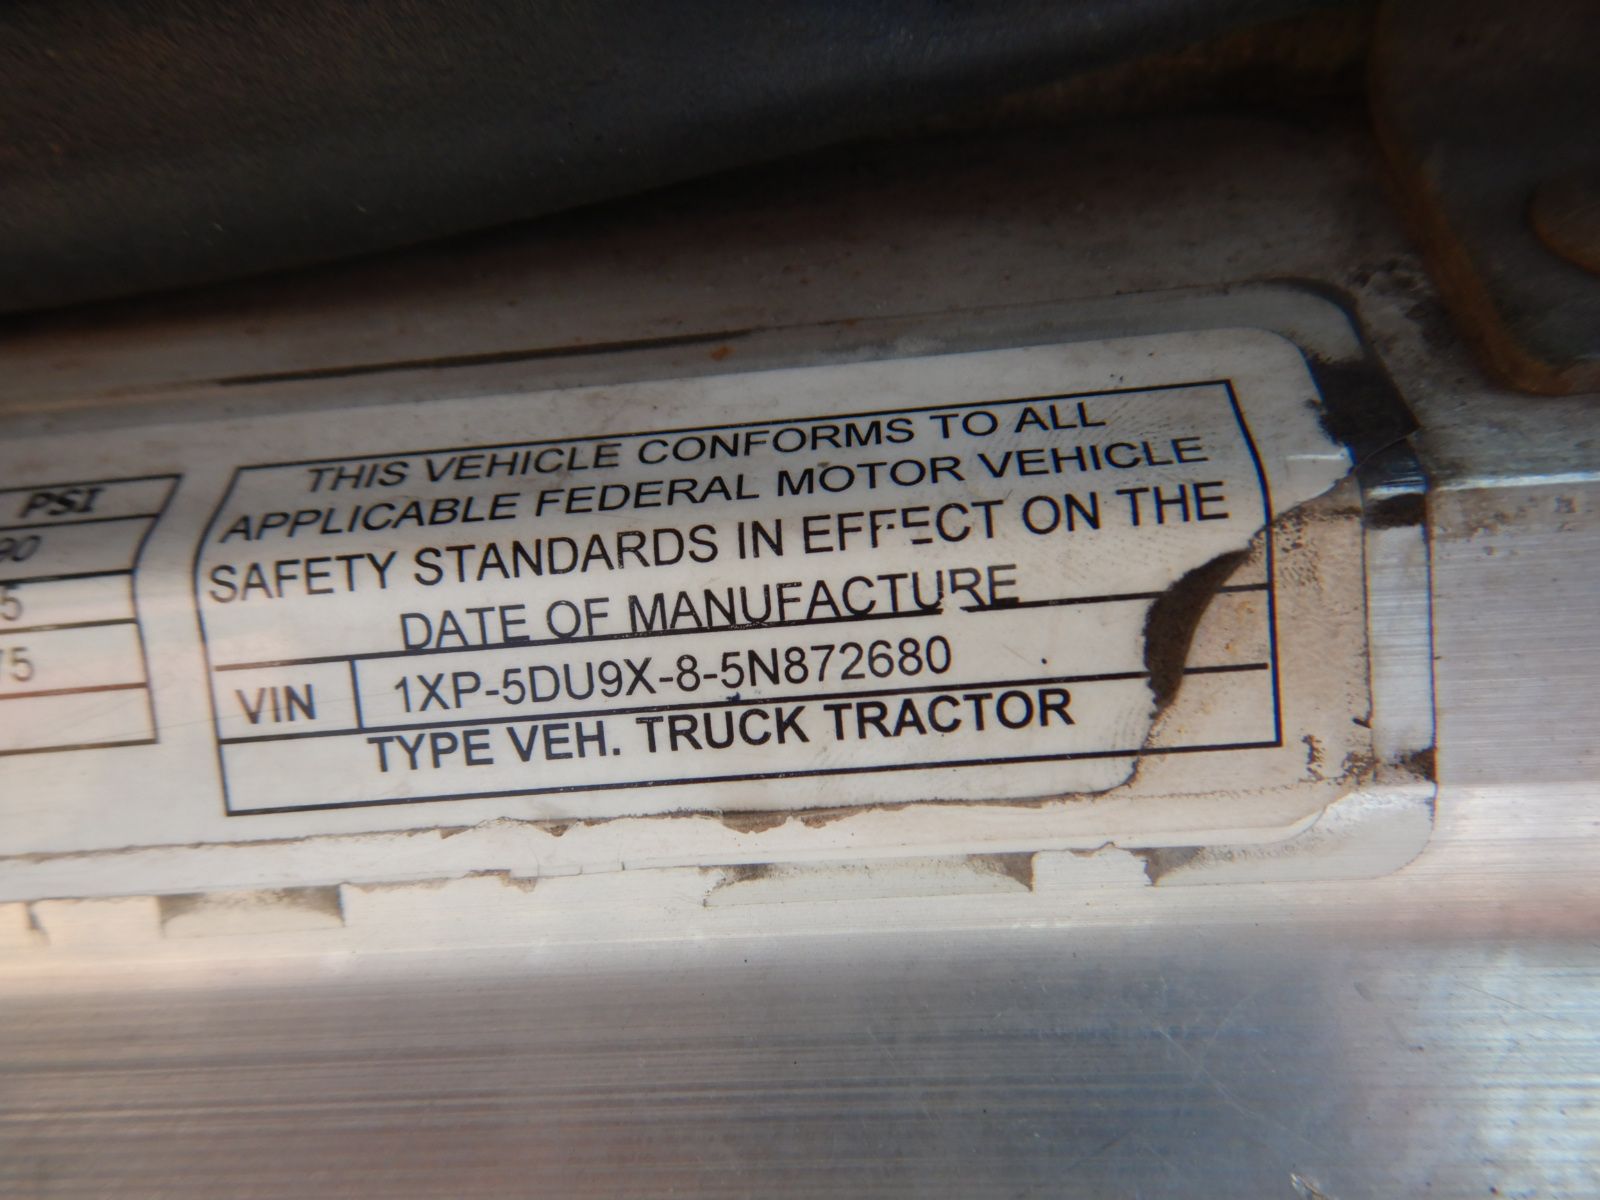 PSI
90
5
75
THIS VEHICLE CONFORMS TO ALL
APPLICABLE FEDERAL MOTOR VEHICLE
SAFETY STANDARDS IN EFFECT ON THE
DATE OF MANUFACTURE
VIN 1XP-5DU9X-8-5N872680
TYPE VEH. TRUCK TRACTOR